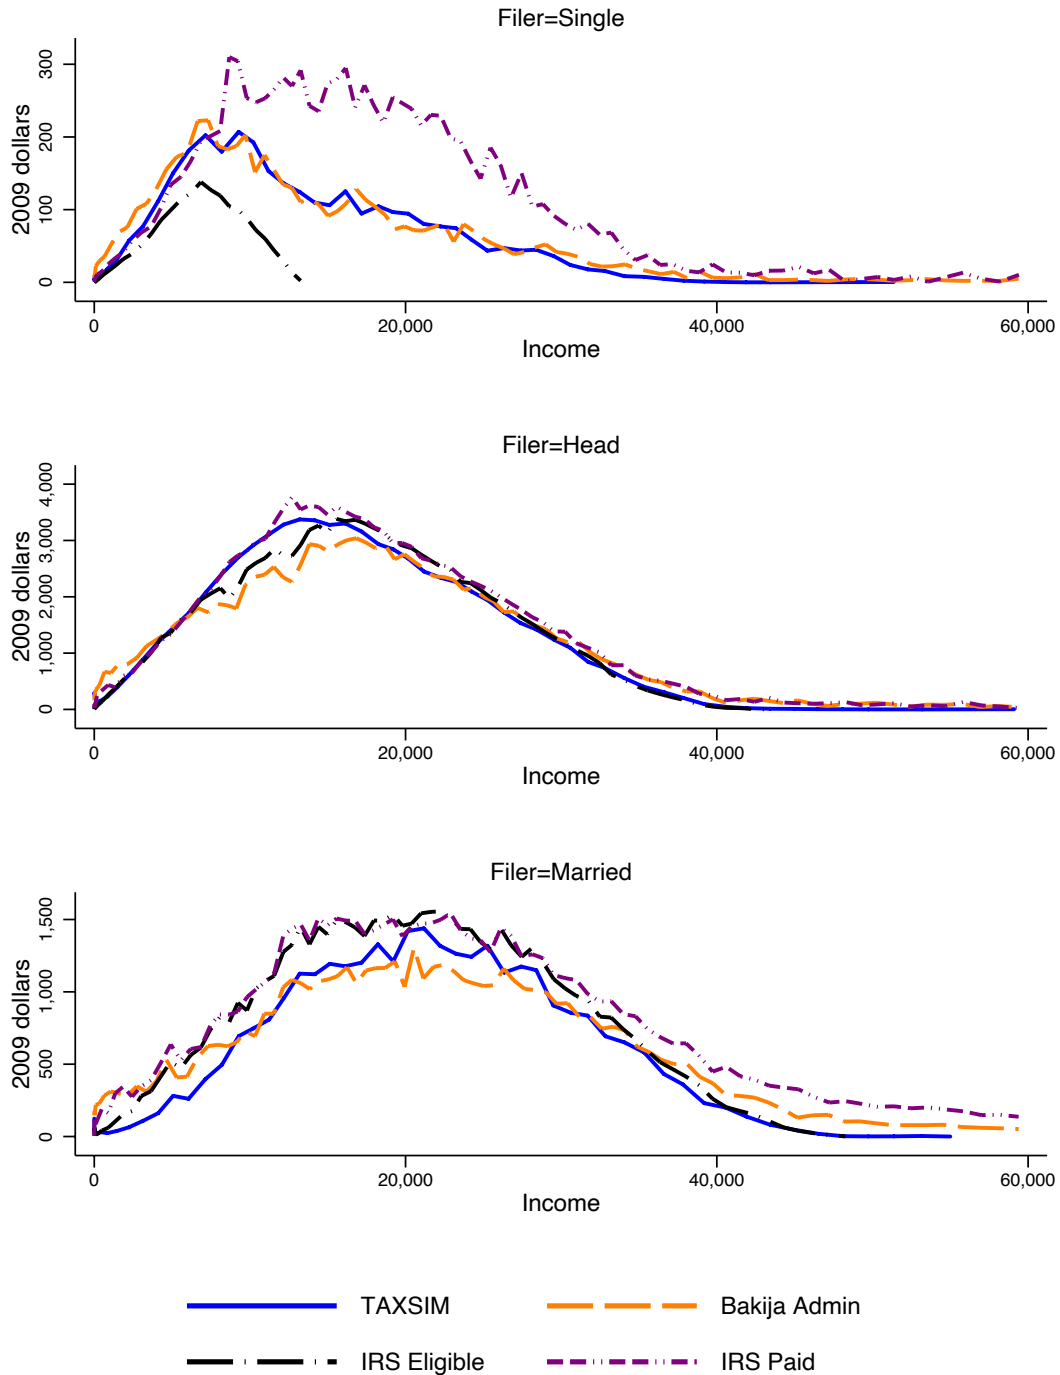 Filer=Single
2009 dollars
300
200
100
0
0 20,000 40,000 60,000
Income
Filer=Head
2009 dollars
4,000
3,000
2,000
1,000
0
0 20,000 40,000 60,000
Income
Filer=Married
2009 dollars
1,500
1,000
500
0
0 20,000 40,000 60,000
Income
TAXSIM Bakija Admin
IRS Eligible IRS Paid